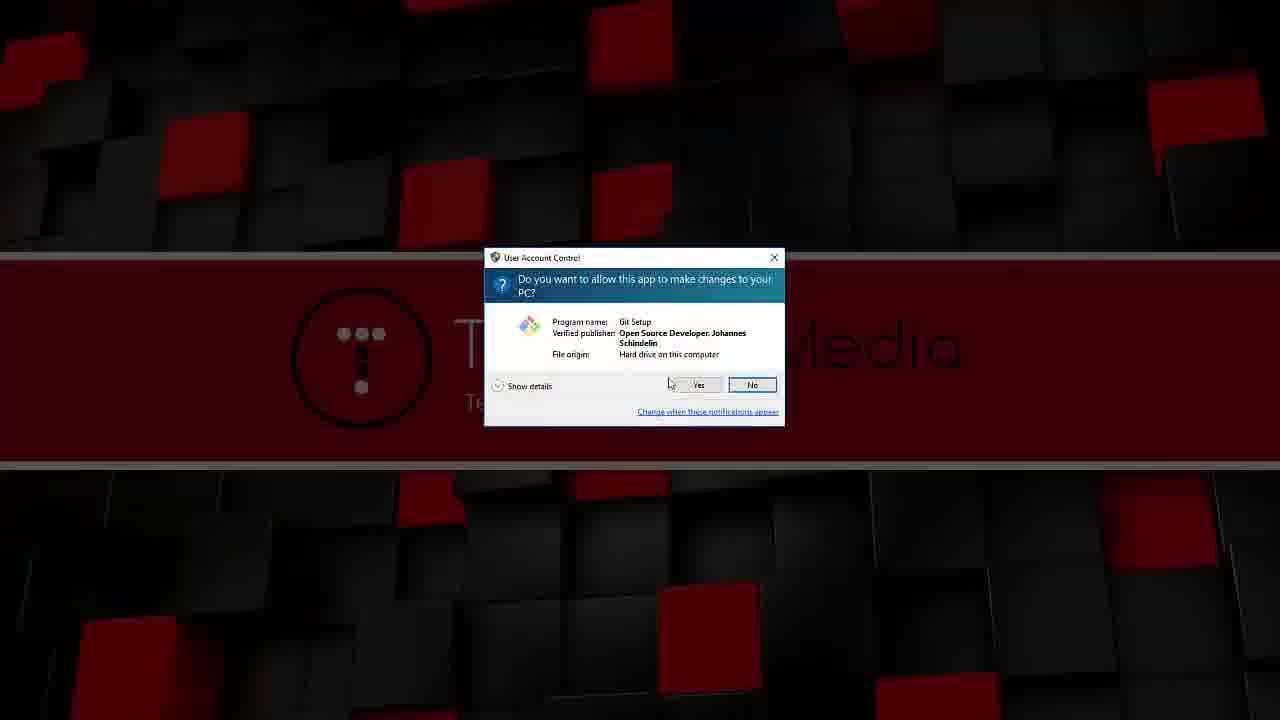 User Account Control
Do you want to allow this app to make changes to your
PC?
Program name: Git Setup
Verified publisher: Open Source Developer, Johannes
Schindelin
File origin: Hard drive on this computer
Show details
Yes
No
Change when these notifications appear
Media